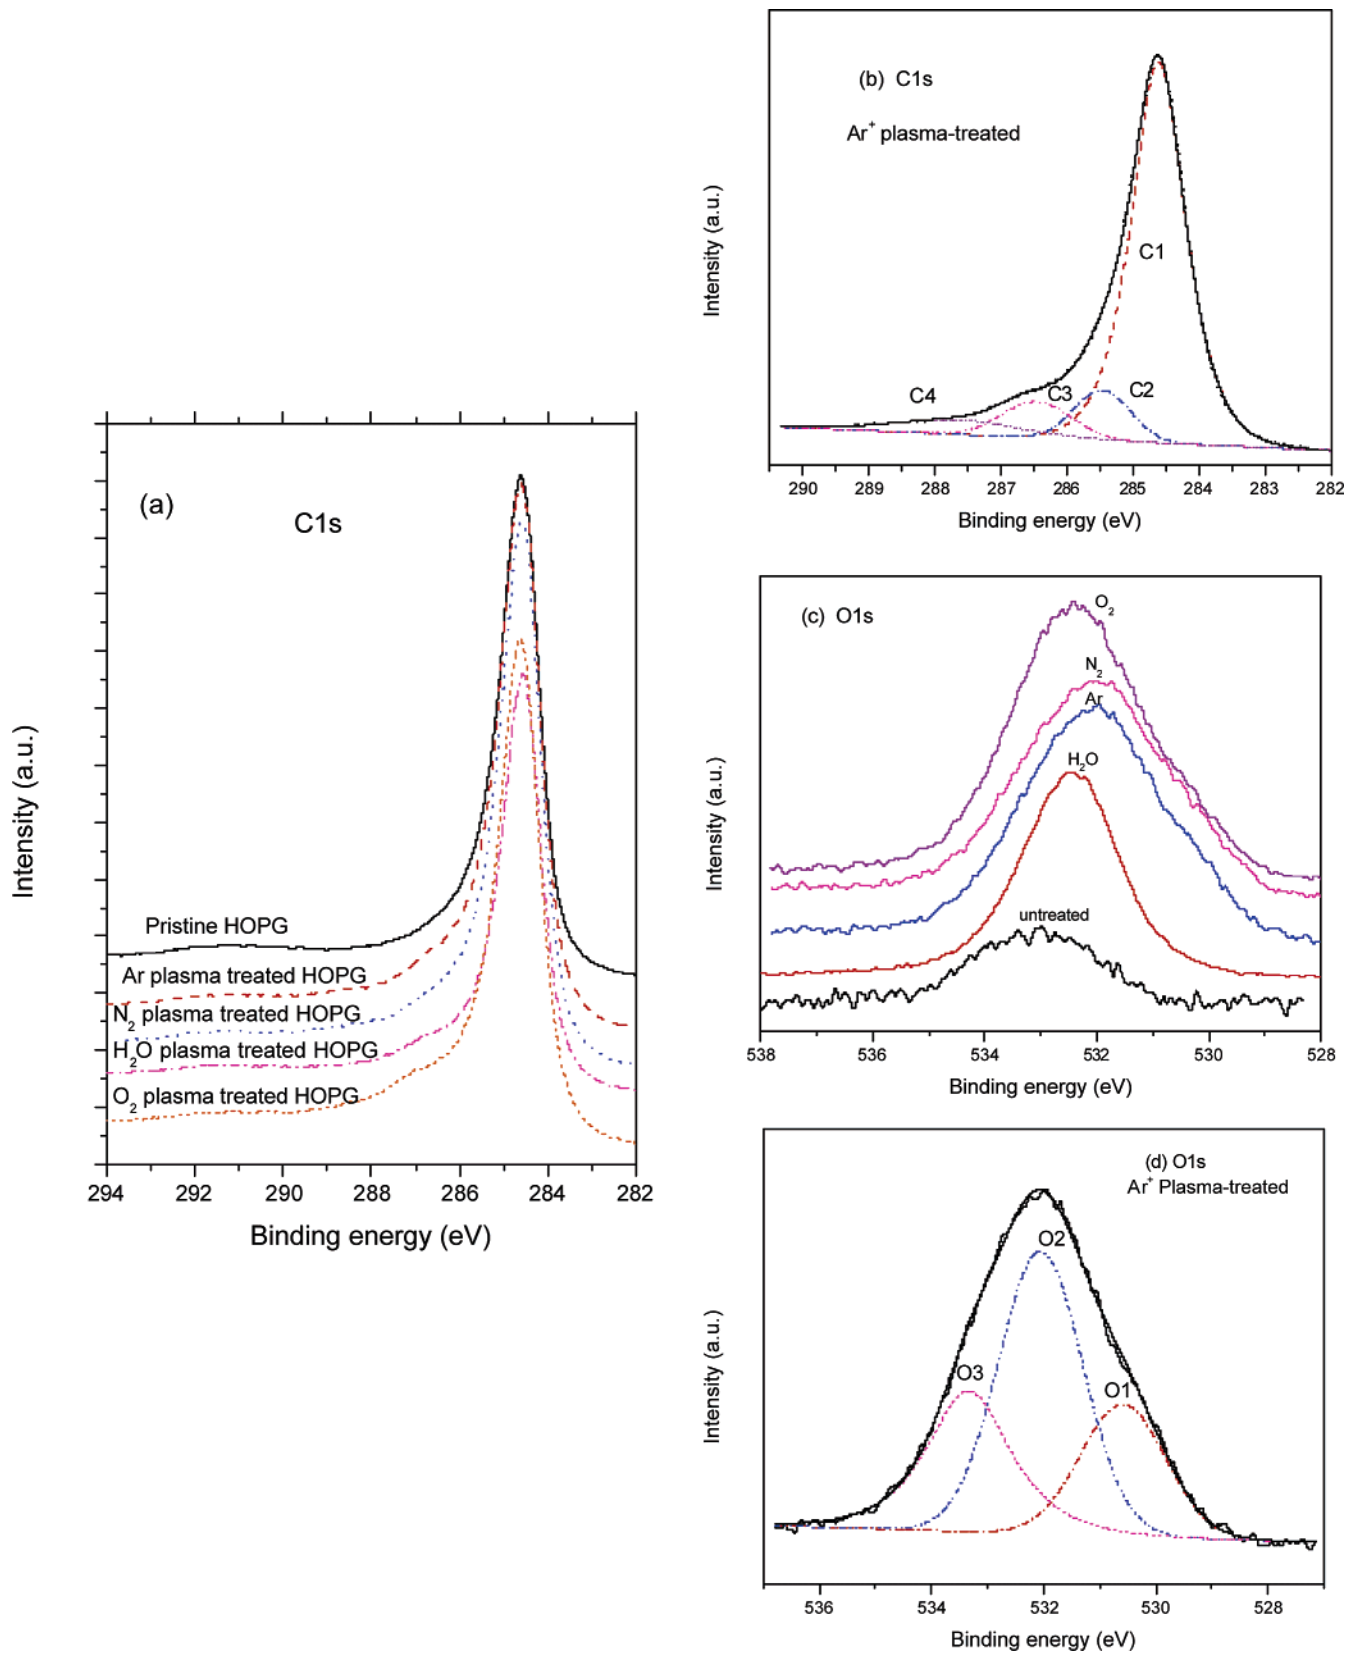 (a)
C1s
Pristine HOPG
Ar plasma treated HOPG
N2 plasma treated HOPG
H2O plasma treated HOPG
O2 plasma treated HOPG
294 292 290 288 286 284 282
Binding energy (eV)
Intensity (a.u.)
(b) C1s
Ar+ plasma-treated
C1
C2
C3
C4
290 289 288 287 286 285 284 283 282
Binding energy (eV)
Intensity (a.u.)
(c) O1s
O2
N2
Ar
H2O
untreated
538 536 534 532 530 528
Binding energy (eV)
Intensity (a.u.)
(d) O1s
Ar+ Plasma-treated
O2
O3
O1
536 534 532 530 528
Binding energy (eV)
Intensity (a.u.)